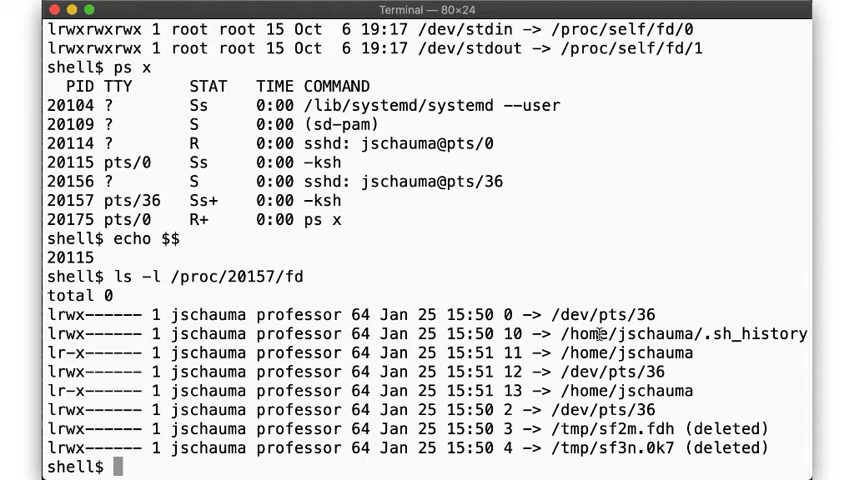 Terminal — 80×24
lrwxrwxrwx 1 root root 15 Oct  6 19:17 /dev/stdin -> /proc/self/fd/0
lrwxrwxrwx 1 root root 15 Oct  6 19:17 /dev/stdout -> /proc/self/fd/1
shell$ ps x
  PID TTY      STAT   TIME COMMAND
20104 ?        Ss     0:00 /lib/systemd/systemd --user
20109 ?        S      0:00 (sd-pam)
20114 ?        R      0:00 sshd: jschauma@pts/0
20115 pts/0    Ss     0:00 -ksh
20156 ?        S      0:00 sshd: jschauma@pts/36
20157 pts/36   Ss+    0:00 -ksh
20175 pts/0    R+     0:00 ps x
shell$ echo $$
20115
shell$ ls -l /proc/20157/fd
total 0
lrwx------ 1 jschauma professor 64 Jan 25 15:50 0 -> /dev/pts/36
lrwx------ 1 jschauma professor 64 Jan 25 15:50 10 -> /home/jschauma/.sh_history
lr-x------ 1 jschauma professor 64 Jan 25 15:51 11 -> /home/jschauma
lrwx------ 1 jschauma professor 64 Jan 25 15:51 12 -> /dev/pts/36
lr-x------ 1 jschauma professor 64 Jan 25 15:51 13 -> /home/jschauma
lrwx------ 1 jschauma professor 64 Jan 25 15:50 2 -> /dev/pts/36
lrwx------ 1 jschauma professor 64 Jan 25 15:50 3 -> /tmp/sf2m.fdh (deleted)
lrwx------ 1 jschauma professor 64 Jan 25 15:50 4 -> /tmp/sf3n.0k7 (deleted)
shell$